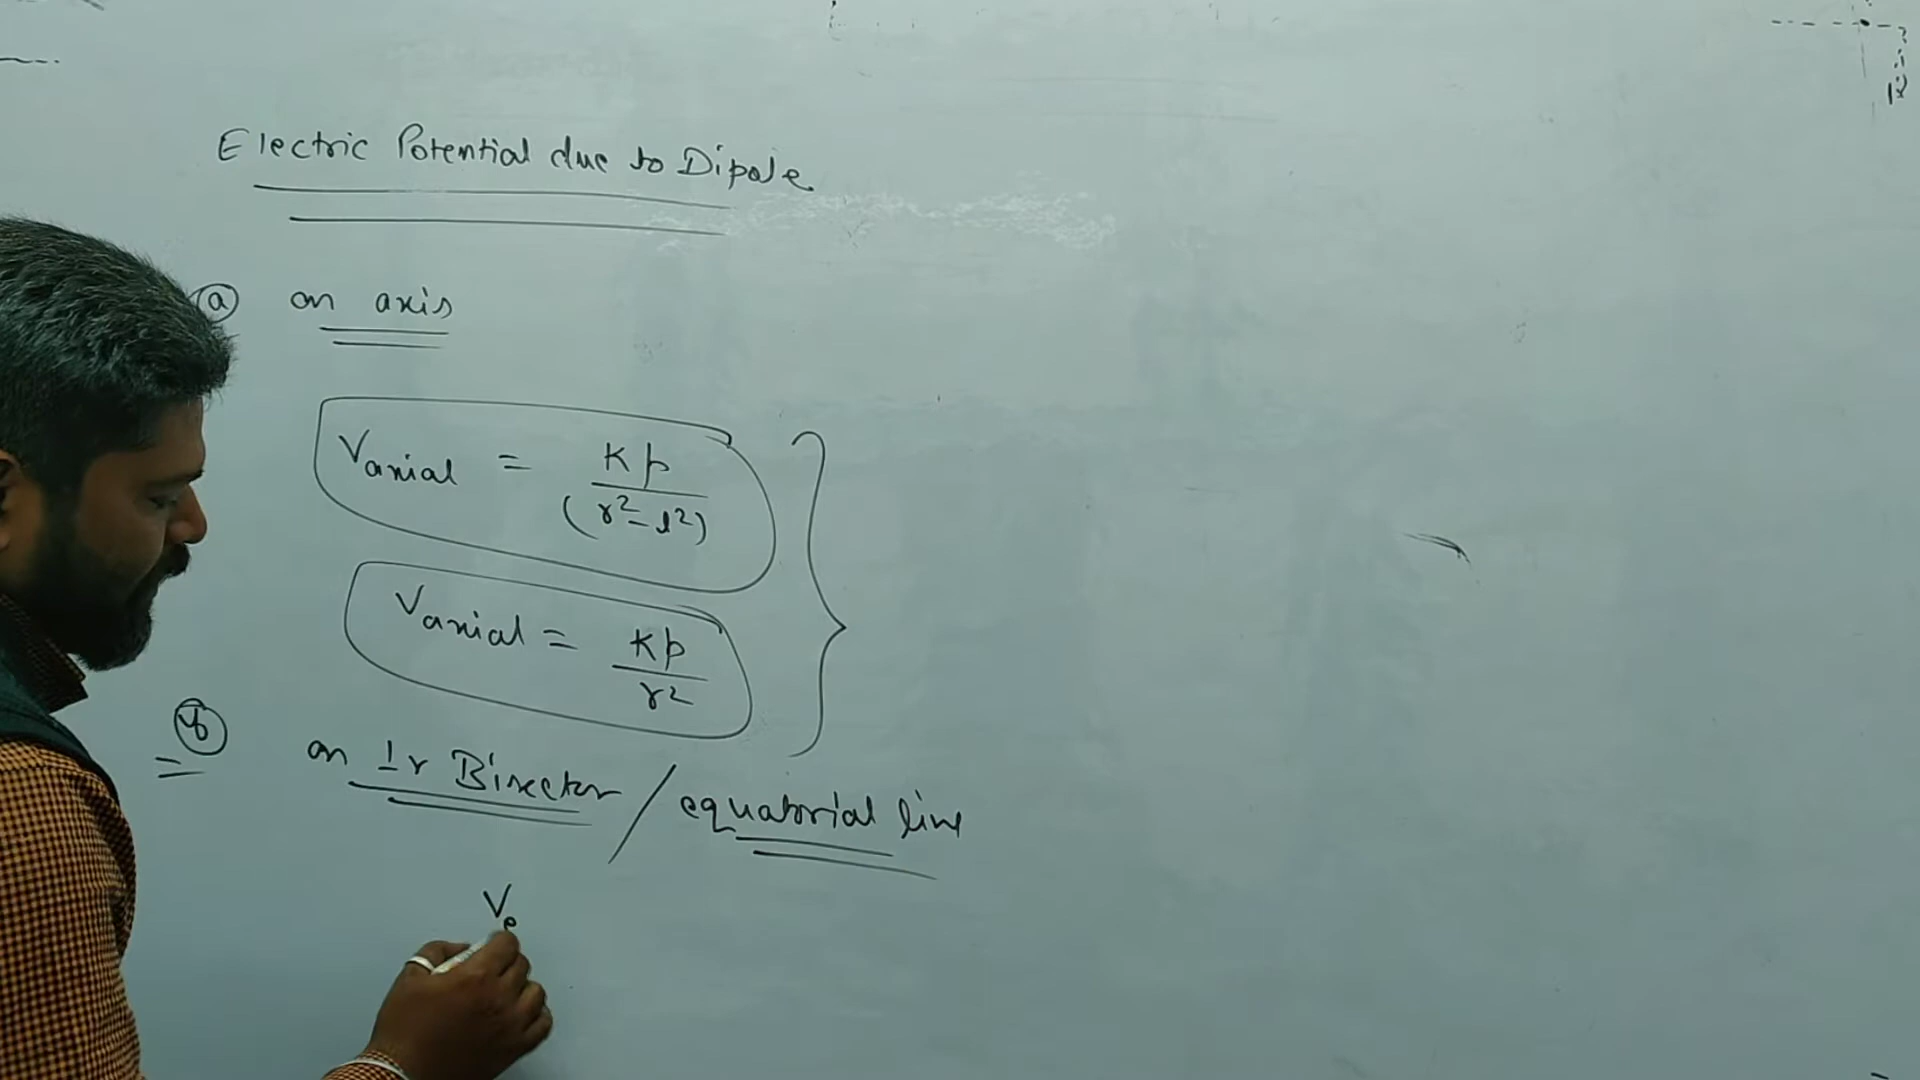 Electric Potential due to Dipole
(a) on axis
Vaxial = Kp / (r² - l²)
Vaxial = Kp / r²
(b) on ⊥r Bisector / equatorial line
Ve